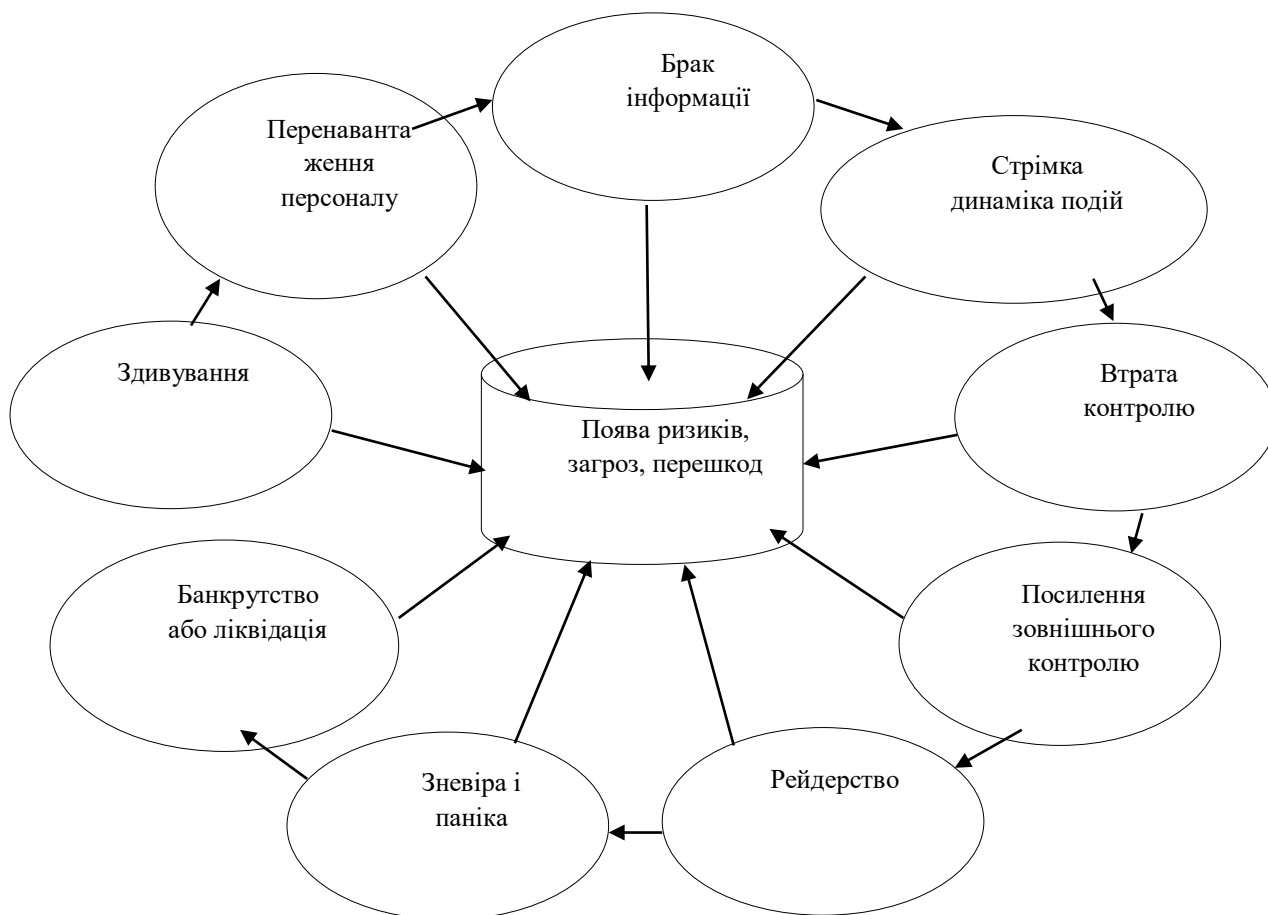 Брак
інформації
Перенаванта
ження
персоналу
Стрімка
динаміка подій
Здивування
Втрата
контролю
Поява ризиків,
загроз, перешкод
Банкрутство
або ліквідація
Посилення
зовнішнього
контролю
Зневіра і
паніка
Рейдерство